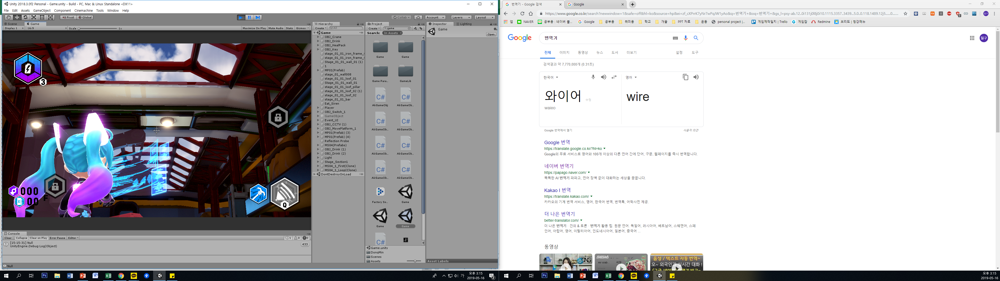 Unity 2018.3.0f2 Personal - Game.unity - Build - PC, Mac & Linux Standalone <DX11>
File Edit Assets GameObject Component Cinemachine Tools Window Help
Pivot Global Collab Account Layers Layout
Scene Game
Display 1 16:9 Scale 1x Maximize On Play Mute Audio Stats Gizmos
3
000
00
F
Q
Hierarchy
Create All
Game
OBJ_Crane
OBJ_Drink
OBJ_HealPack
OBJ_Key
stage_01_01_iron_frame_
stage_01_01_iron_frame_
Stage_01_01_wall_01 (1)
1
MP01(Prefab)
stage_01_wall008
stage_01_01_loof_01
Stage_01_01_wall_01
stage_01_01_loof_pillar
stage_01_01_loof_02 (1)
stage_01_01_loof_02
stage_01_01_bar
Eat_Siren
Player
OBJ_Switch_1
GameObject
Event_UI
OBJ_CCTV (1)
OBJ_MovePlatform_1
MP01(Prefab) (3)
MP01(Prefab) (4)
Reflection Probe
MS04(Prefabs)
OBJ_Drink (1)
OBJ_Drink (2)
Light
Stage_Section1
MS04_1_First(Clone)
MS04_1_Loop(Clone)
DontDestroyOnLoad
Project
Create game
Search: In Assets
Game Game
Game Para... GameLib
C# C#
AkGameObj AkGameOb...
C# C#
AkGameOb... AkGameOb...
C# C#
AkGameOb... AkGameOb...
C# C#
AkGameOb... AkGameOb...
Factory So... Game
Game Game
C#
Game.unity
DongMin
Scenes
Assets
Inspector Lighting
Game
Open
Asset Labels
Console
Clear Collapse Clear on Play Error Pause Editor 1 0 0
[15:15:31] Null
UnityEngine.Debug:Log(Object)
433
Null
오후 3:15
2019-05-16
번역기 - Google 검색 Google
https://www.google.co.kr/search?newwindow=1&safe=off&hl=ko&source=hp&ei=zf_cXPrrK7yNr7wPqJW1yAo&q=번역기+&oq=번역기+&gs_l=psy-ab.12..0i131j0l8j0i10.1115.3357..3439...5.0..0.118.1489.12j5......0.......
앱 NAVER 공부용 : 네이버 블... Google 공부용 취미용 학교 개꿀 PPT 자료 운동 personal project |... 게임제작일지 | Trello 게임잡 Redmine 브리또 | 청강메뉴
Google 번역기 일구
전체 이미지 동영상 뉴스 도서 더보기 설정 도구
검색결과 약 7,770,000개 (0.31초)
한국어 영어
와이어 수정 wire
waieo
Google 번역에서 열기 사용자 의견
Google 번역
https://translate.google.co.kr/?hl=ko
Google의 무료 서비스로 영어와 100개 이상의 다른 언어 간에 단어, 구문, 웹페이지를 즉시 번역합니다.
네이버 번역기
https://papago.naver.com/
똑똑한 AI 번역기 파파고, 언어 장벽 없이 대화하는 세상을 꿈꿉니다.
Kakao I 번역
https://translate.kakao.com/
카카오의 기계 번역 서비스, 영어, 한국어 번역, 번역톡, 어학사전 제공.
더 나은 번역기
better-translator.com/
더 나은 번역기 · 건의 & 토론 · 번역기 활용 팁. 원문 언어. 독일어, 러시아어, 베트남어, 스웨덴어, 스페
인어, 아랍어, 영어, 이탈리아어, 인도네시아어, 일본어, 중국어 ...
동영상
음성 / 텍스트 자동 번역~
오~ 외국인과 실시간 대화 !
오후 3:15
2019-05-16